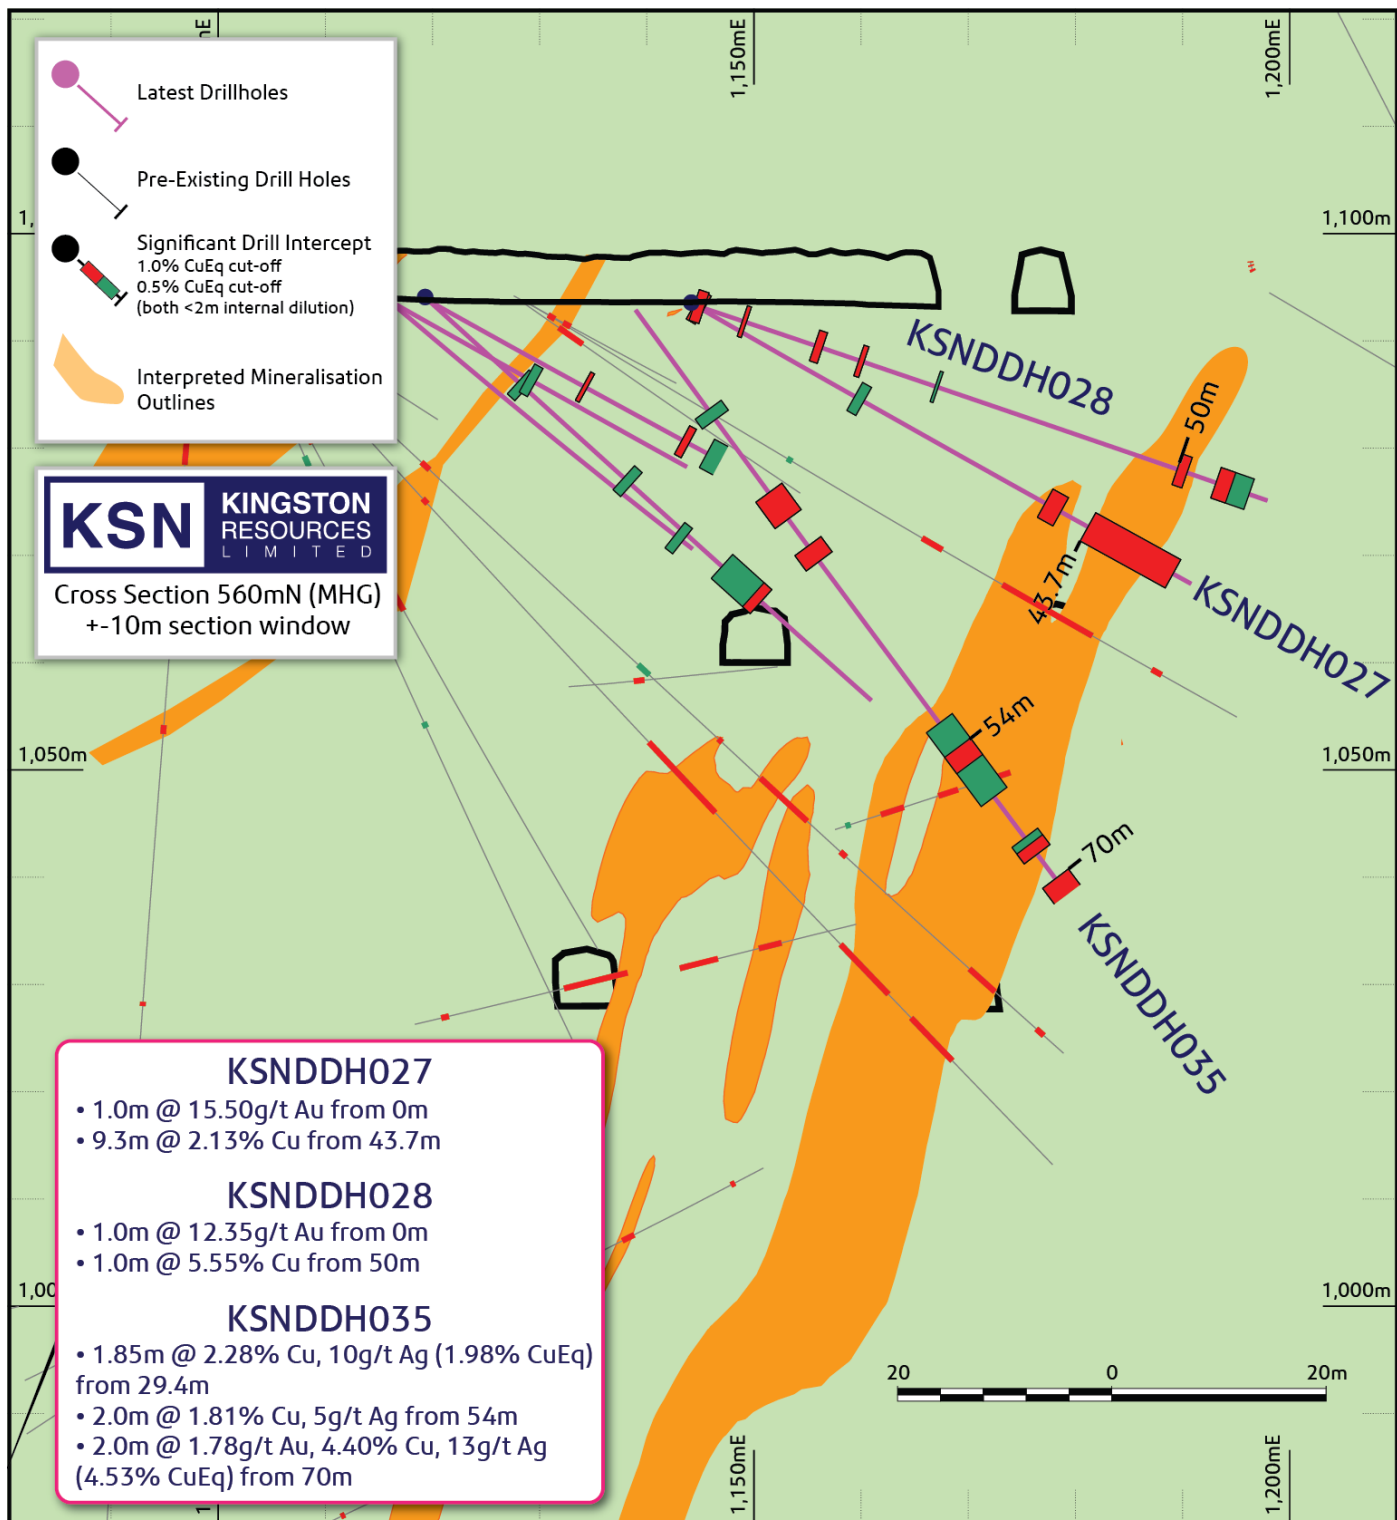 mE
1,150mE
1,200mE
Latest Drillholes
Pre-Existing Drill Holes
Significant Drill Intercept
1.0% CuEq cut-off
0.5% CuEq cut-off
(both <2m internal dilution)
Interpreted Mineralisation
Outlines
1,
1,100m
KSNDDH028
50m
KSN
KINGSTON
RESOURCES
LIMITED
Cross Section 560mN (MHG)
+-10m section window
43.7m
KSNDDH027
54m
1,050m
1,050m
70m
KSNDDH035
KSNDDH027
• 1.0m @ 15.50g/t Au from 0m
• 9.3m @ 2.13% Cu from 43.7m
KSNDDH028
• 1.0m @ 12.35g/t Au from 0m
• 1.0m @ 5.55% Cu from 50m
1,00
1,000m
KSNDDH035
• 1.85m @ 2.28% Cu, 10g/t Ag (1.98% CuEq)
from 29.4m
• 2.0m @ 1.81% Cu, 5g/t Ag from 54m
• 2.0m @ 1.78g/t Au, 4.40% Cu, 13g/t Ag
(4.53% CuEq) from 70m
20 0 20m
1
1,150mE
1,200mE